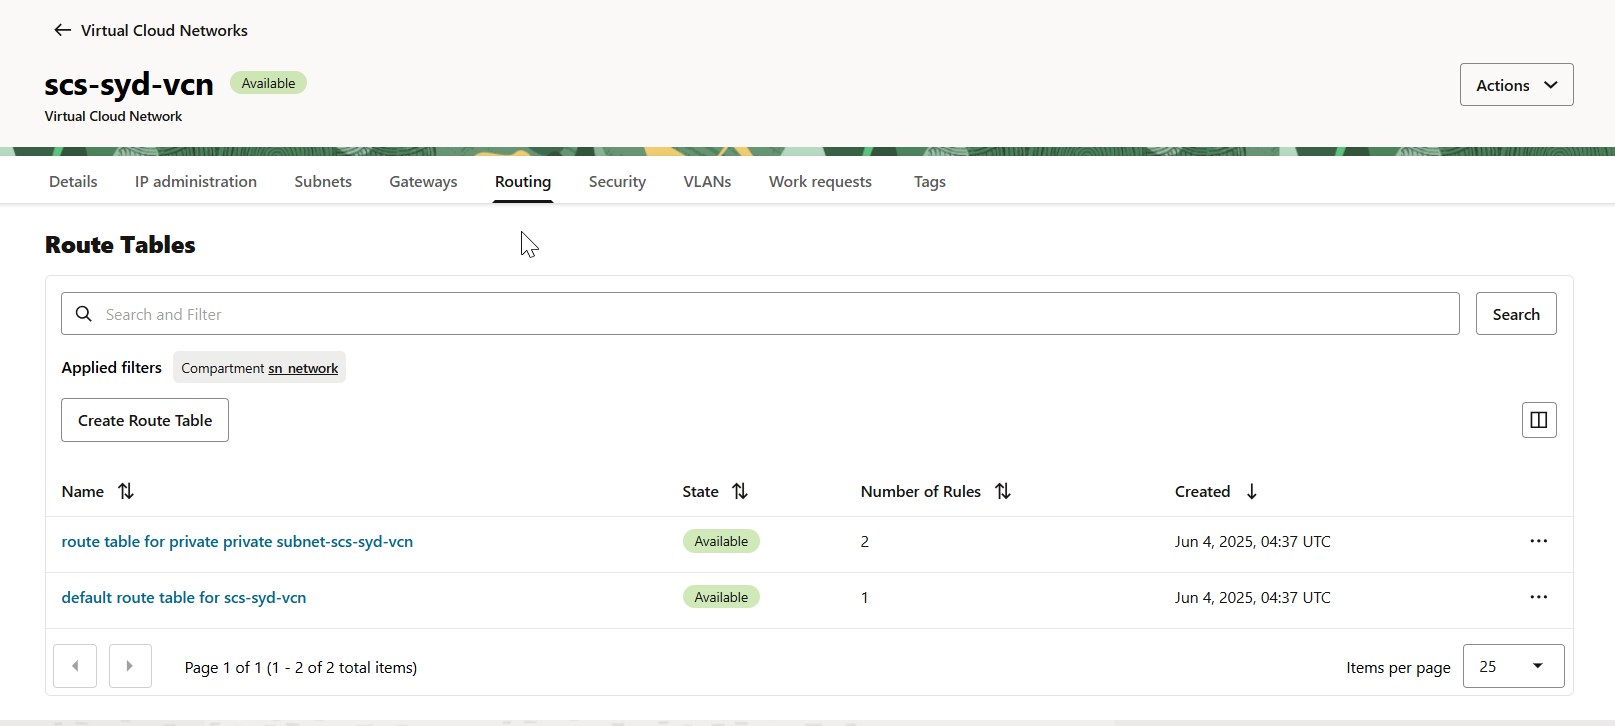 Virtual Cloud Networks
scs-syd-vcn Available
Virtual Cloud Network
Actions
Details IP administration Subnets Gateways Routing Security VLANs Work requests Tags
Route Tables
Search and Filter Search
Applied filters Compartment sn_network
Create Route Table
Name State Number of Rules Created
route table for private private subnet-scs-syd-vcn Available 2 Jun 4, 2025, 04:37 UTC
default route table for scs-syd-vcn Available 1 Jun 4, 2025, 04:37 UTC
Page 1 of 1 (1 - 2 of 2 total items) Items per page 25